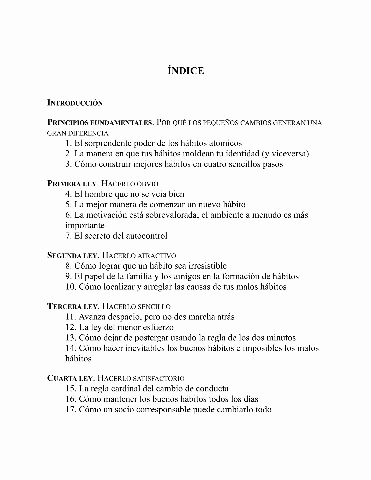 ÍNDICE
INTRODUCCIÓN
PRINCIPIOS FUNDAMENTALES. POR QUÉ LOS PEQUEÑOS CAMBIOS GENERAN UNA
GRAN DIFERENCIA
1. El sorprendente poder de los hábitos atómicos
2. La manera en que tus hábitos moldean tu identidad (y viceversa)
3. Cómo construir mejores hábitos en cuatro sencillos pasos
PRIMERA LEY. HACERLO OBVIO
4. El hombre que no se veía bien
5. La mejor manera de comenzar un nuevo hábito
6. La motivación está sobrevalorada, el ambiente a menudo es más
importante
7. El secreto del autocontrol
SEGUNDA LEY. HACERLO ATRACTIVO
8. Cómo lograr que un hábito sea irresistible
9. El papel de la familia y los amigos en la formación de hábitos
10. Cómo localizar y arreglar las causas de tus malos hábitos
TERCERA LEY. HACERLO SENCILLO
11. Avanza despacio, pero no des marcha atrás
12. La ley del menor esfuerzo
13. Cómo dejar de postergar usando la regla de los dos minutos
14. Cómo hacer inevitables los buenos hábitos e imposibles los malos
hábitos
CUARTA LEY. HACERLO SATISFACTORIO
15. La regla cardinal del cambio de conducta
16. Cómo mantener los buenos hábitos todos los días
17. Cómo un socio corresponsable puede cambiarlo todo